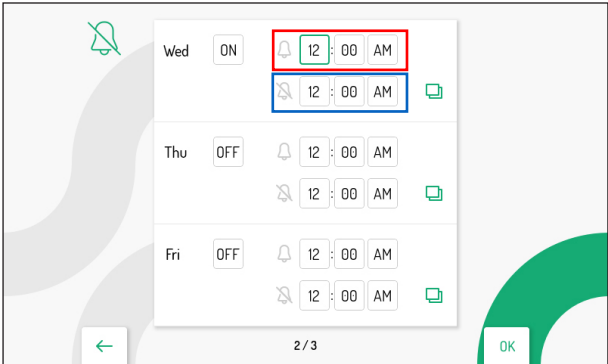 Wed ON 12 : 00 AM
12 : 00 AM
Thu OFF 12 : 00 AM
12 : 00 AM
Fri OFF 12 : 00 AM
12 : 00 AM
2 / 3
OK